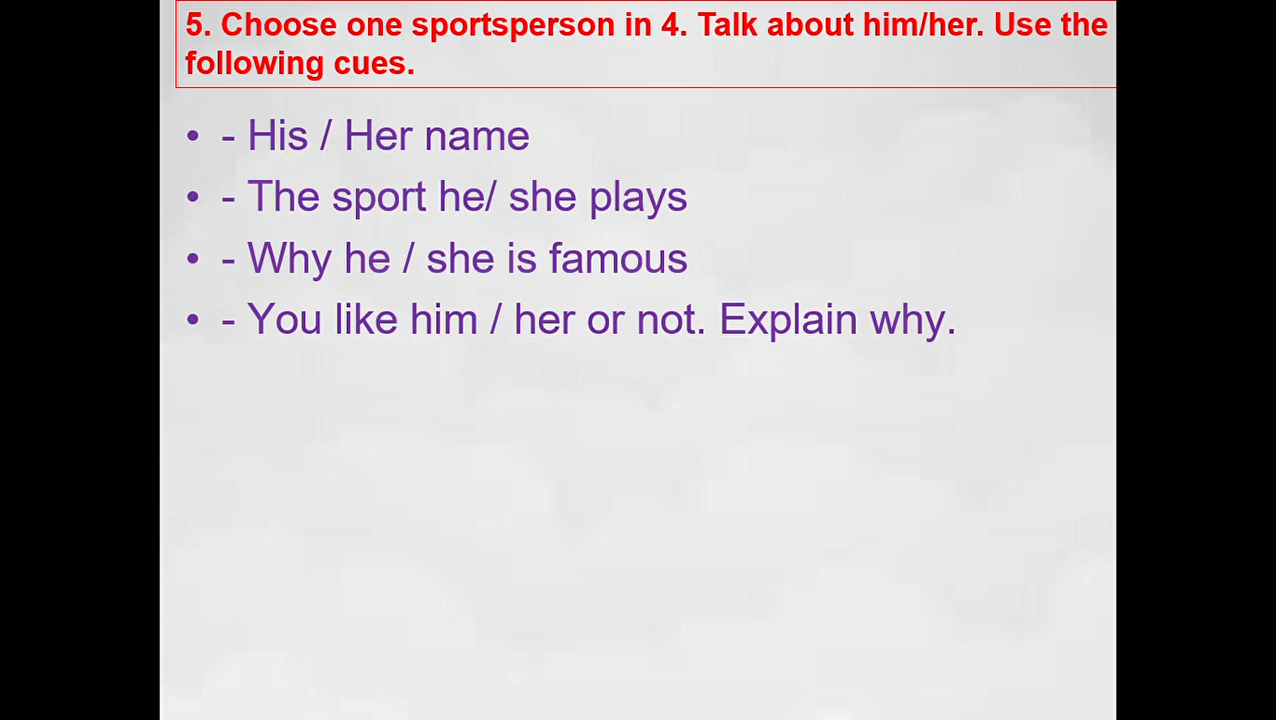 5. Choose one sportsperson in 4. Talk about him/her. Use the
following cues.
• - His / Her name
• - The sport he/ she plays
• - Why he / she is famous
• - You like him / her or not. Explain why.